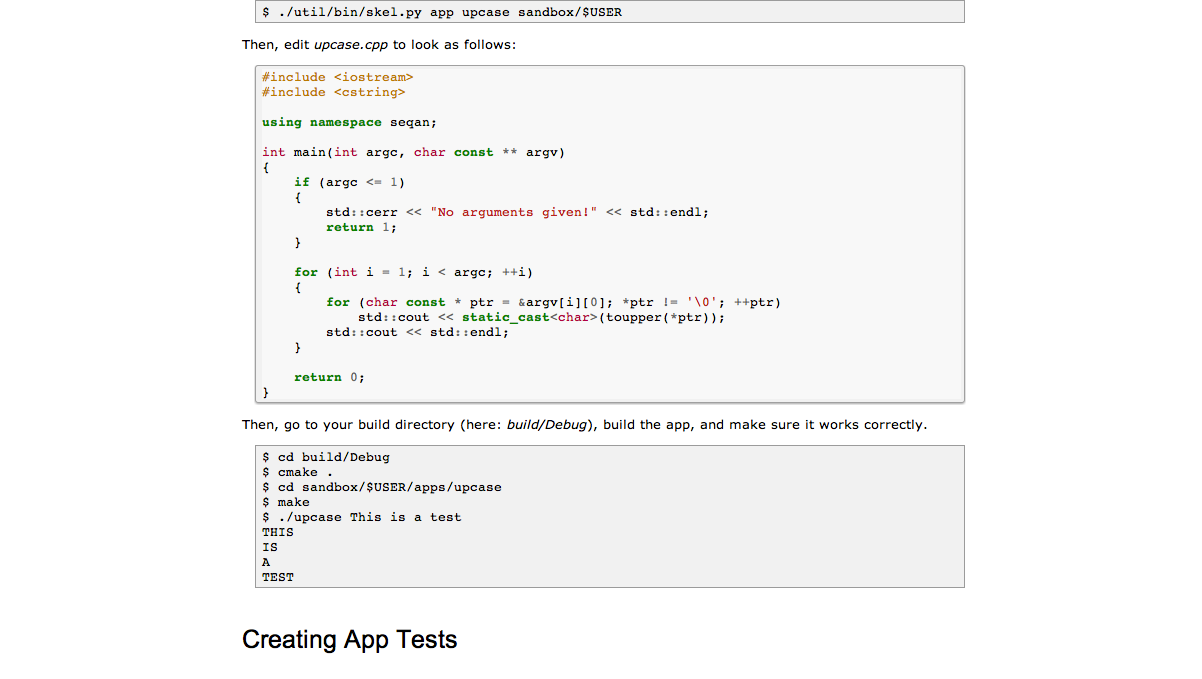 $ ./util/bin/skel.py app upcase sandbox/$USER
Then, edit upcase.cpp to look as follows:
#include <iostream>
#include <cstring>
using namespace seqan;
int main(int argc, char const ** argv)
{
if (argc <= 1)
{
std::cerr << "No arguments given!" << std::endl;
return 1;
}
for (int i = 1; i < argc; ++i)
{
for (char const * ptr = &argv[i][0]; *ptr != '\0'; ++ptr)
std::cout << static_cast<char>(toupper(*ptr));
std::cout << std::endl;
}
return 0;
}
Then, go to your build directory (here: build/Debug), build the app, and make sure it works correctly.
$ cd build/Debug
$ cmake .
$ cd sandbox/$USER/apps/upcase
$ make
$ ./upcase This is a test
THIS
IS
A
TEST
Creating App Tests